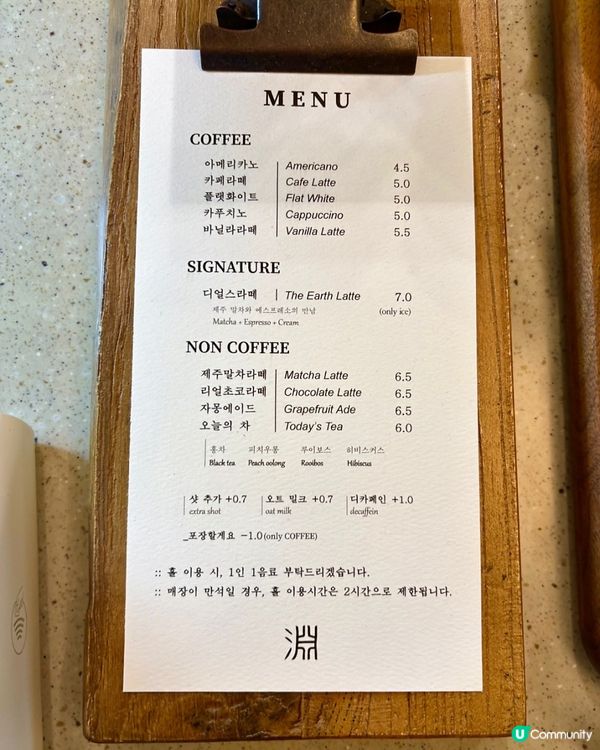 MENU
COFFEE
아메리카노 Americano 4.5
카페라떼 Cafe Latte 5.0
플랫화이트 Flat White 5.0
카푸치노 Cappuccino 5.0
바닐라라떼 Vanilla Latte 5.5
SIGNATURE
디얼스라떼 The Earth Latte 7.0
제주 말차와 에스프레소의 만남 (only ice)
Matcha + Espresso + Cream
NON COFFEE
제주말차라떼 Matcha Latte 6.5
리얼초코라떼 Chocolate Latte 6.5
자몽에이드 Grapefruit Ade 6.5
오늘의 차 Today's Tea 6.0
홍차 피치우롱 루이보스 히비스커스
Black tea Peach oolong Rooibos Hibiscus
샷 추가 +0.7 오트 밀크 +0.7 디카페인 +1.0
extra shot oat milk decaffein
_포장할게요 -1.0 (only COFFEE)
:: 홀 이용 시, 1인 1음료 부탁드리겠습니다.
:: 매장이 만석일 경우, 홀 이용시간은 2시간으로 제한됩니다.
淵
U Community